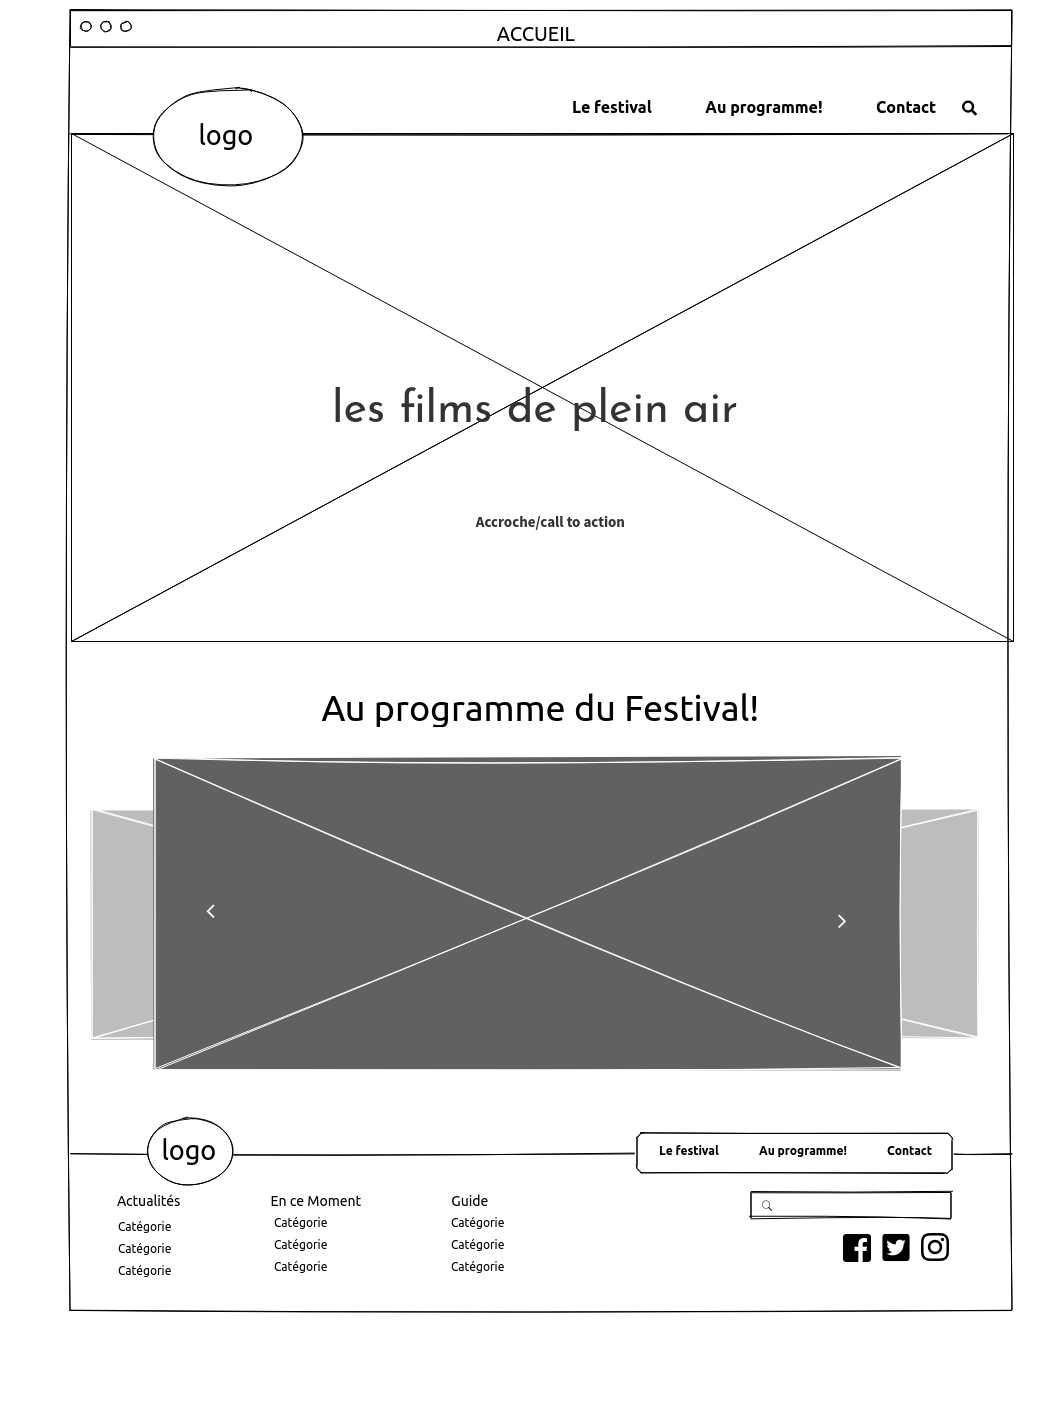 ACCUEIL
logo
Le festival Au programme! Contact
les films de plein air
Accroche/call to action
Au programme du Festival!
logo
Le festival Au programme! Contact
Actualités En ce Moment Guide
Catégorie Catégorie Catégorie
Catégorie Catégorie Catégorie
Catégorie Catégorie Catégorie